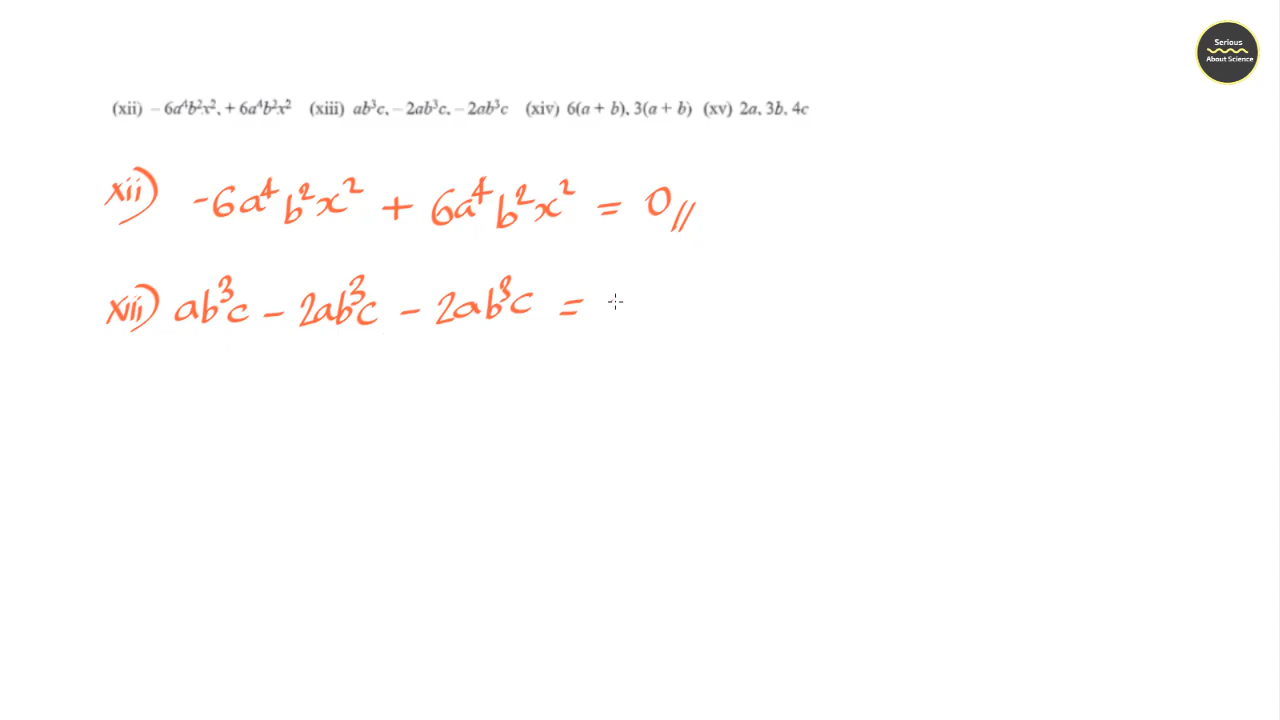 Serious
About Science
(xii) – 6a⁴b²x², + 6a⁴b²x² (xiii) ab³c, – 2ab³c, – 2ab³c (xiv) 6(a + b), 3(a + b) (xv) 2a, 3b, 4c
xii) -6a⁴b²x² + 6a⁴b²x² = 0//
xiii) ab³c - 2ab³c - 2ab³c =